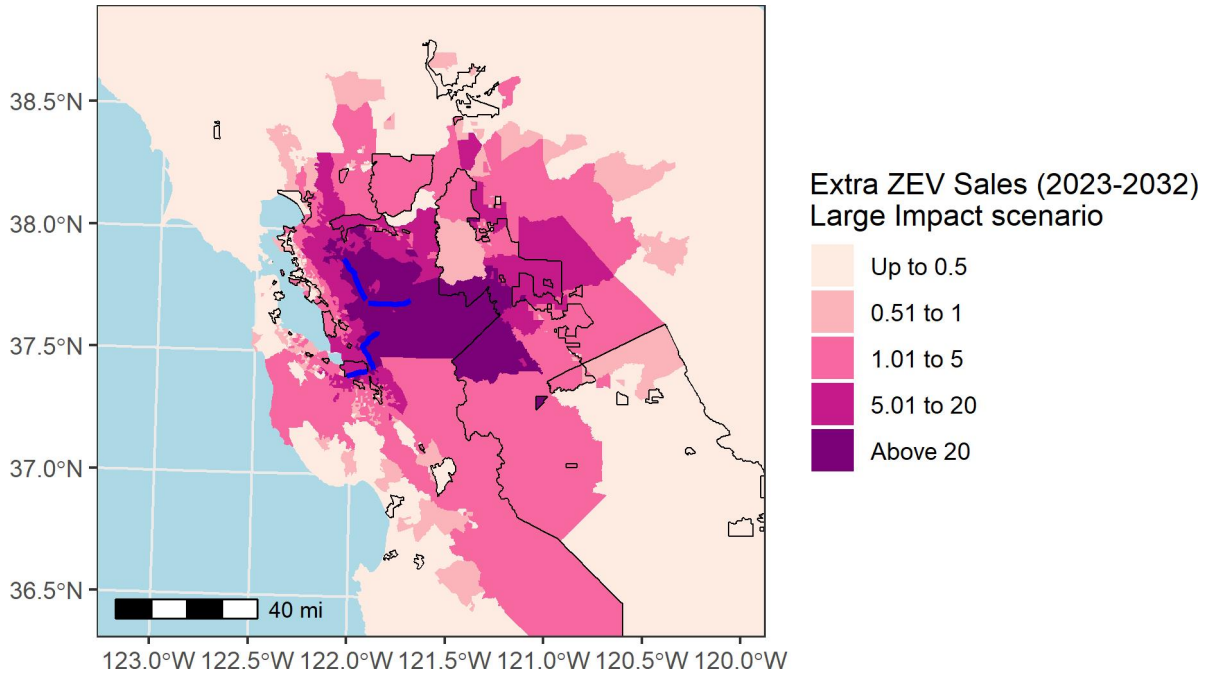 38.5°N
38.0°N
37.5°N
37.0°N
36.5°N
40 mi
123.0°W 122.5°W 122.0°W 121.5°W 121.0°W 120.5°W 120.0°W
Extra ZEV Sales (2023-2032)
Large Impact scenario
Up to 0.5
0.51 to 1
1.01 to 5
5.01 to 20
Above 20